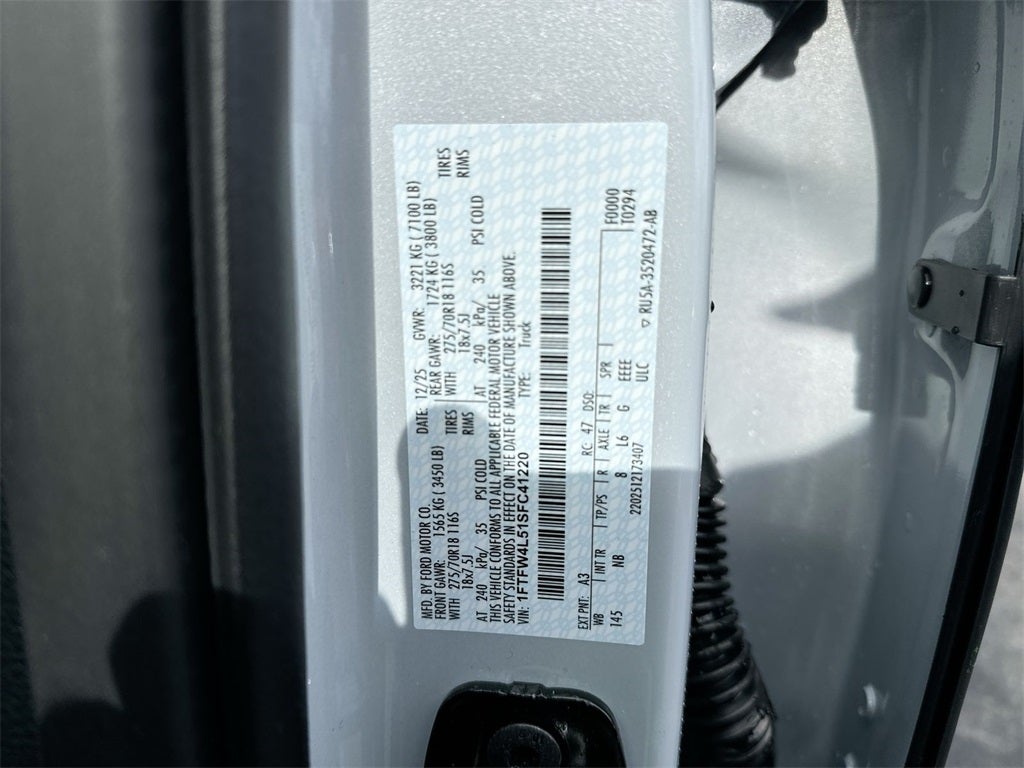 MFD. BY FORD MOTOR CO. DATE: 12/25 GVWR: 3221 KG ( 7100 LB)
FRONT GAWR: 1565 KG ( 3450 LB) REAR GAWR: 1724 KG ( 3800 LB)
WITH 275/70R18 116S TIRES WITH 275/70R18 116S TIRES
18x7.5J RIMS 18x7.5J RIMS
AT 240 kPa/ 35 PSI COLD AT 240 kPa/ 35 PSI COLD
THIS VEHICLE CONFORMS TO ALL APPLICABLE FEDERAL MOTOR VEHICLE
SAFETY STANDARDS IN EFFECT ON THE DATE OF MANUFACTURE SHOWN ABOVE.
VIN: 1FTFW4L51SFC41220 TYPE: Truck
EXT PNT: A3 RC: 47 DSO: F0000
WB INT TR TP/PS R AXLE TR SPR T0294
145 NB 8 L6 G EEEE
2202512173407 ULC ▽ RU5A-3520472-AB